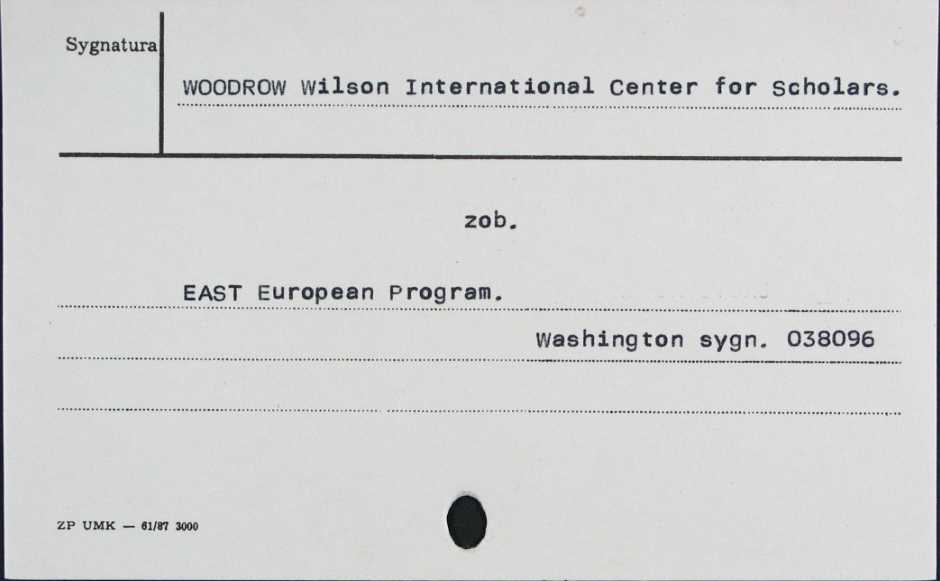 Sygnatura
WOODROW Wilson International Center for Scholars.
zob.
EAST European Program.
Washington sygn. 038096
ZP UMK — 61/87 3000